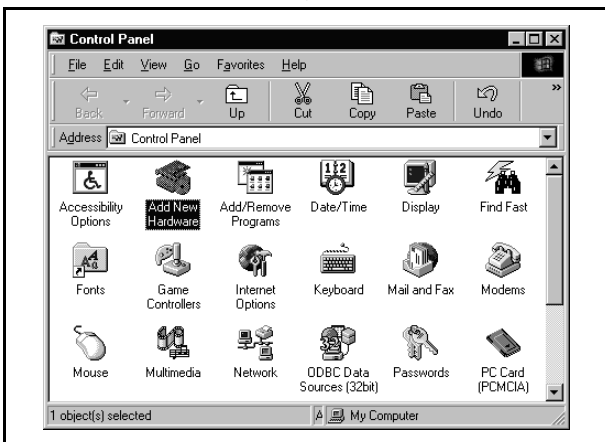 Control Panel
File Edit View Go Favorites Help
Back Forward Up Cut Copy Paste Undo »
Address Control Panel
Accessibility Options
Add New Hardware
Add/Remove Programs
Date/Time
Display
Find Fast
Fonts
Game Controllers
Internet Options
Keyboard
Mail and Fax
Modems
Mouse
Multimedia
Network
ODBC Data Sources (32bit)
Passwords
PC Card (PCMCIA)
1 object(s) selected
My Computer